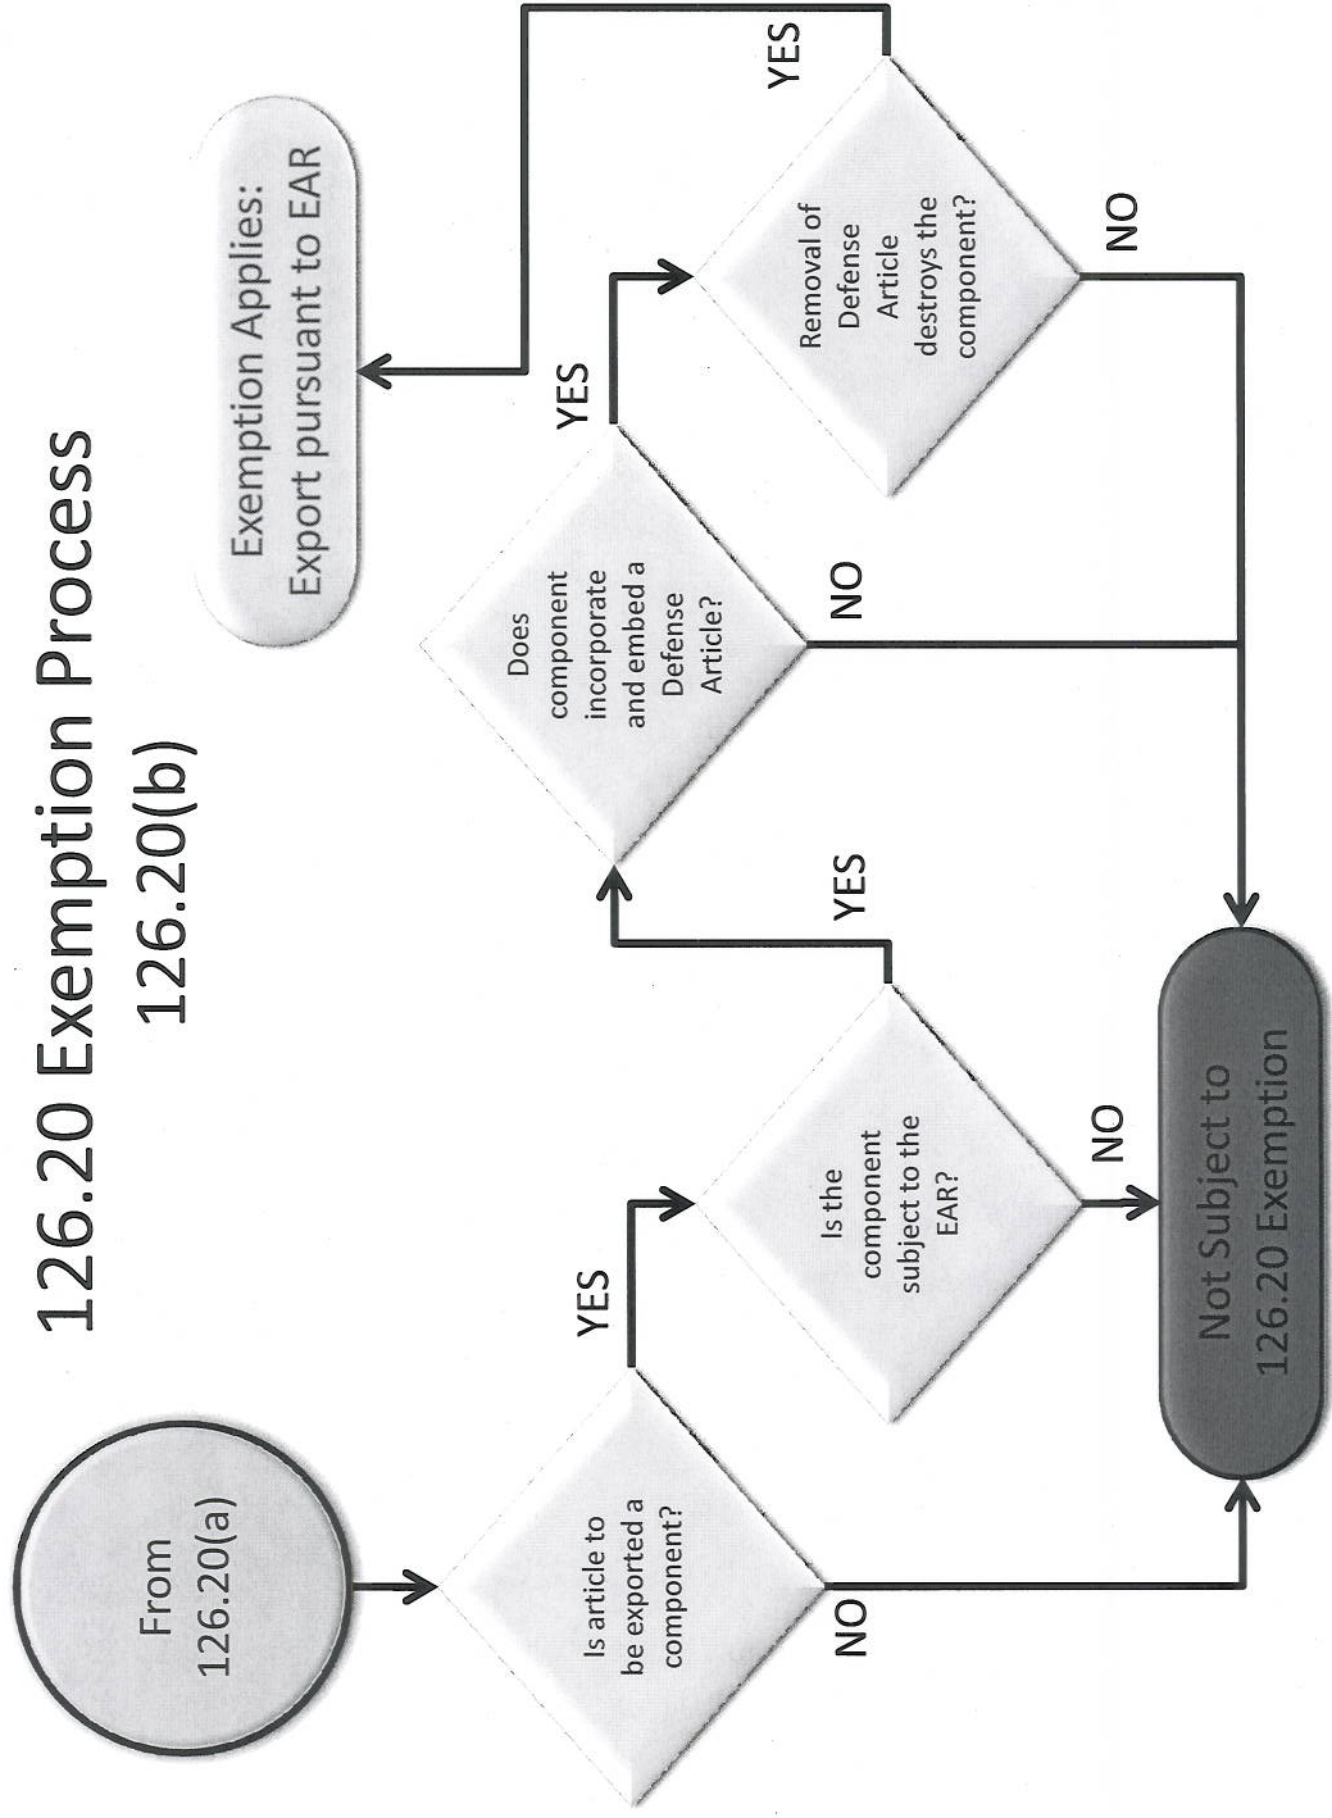 126.20 Exemption Process
126.20(b)
From
126.20(a)
Is article to
be exported a
component?
YES
NO
Is the
component
subject to the
EAR?
YES
NO
Does
component
incorporate
and embed a
Defense
Article?
YES
NO
Removal of
Defense
Article
destroys the
component?
YES
NO
Exemption Applies:
Export pursuant to EAR
Not Subject to
126.20 Exemption